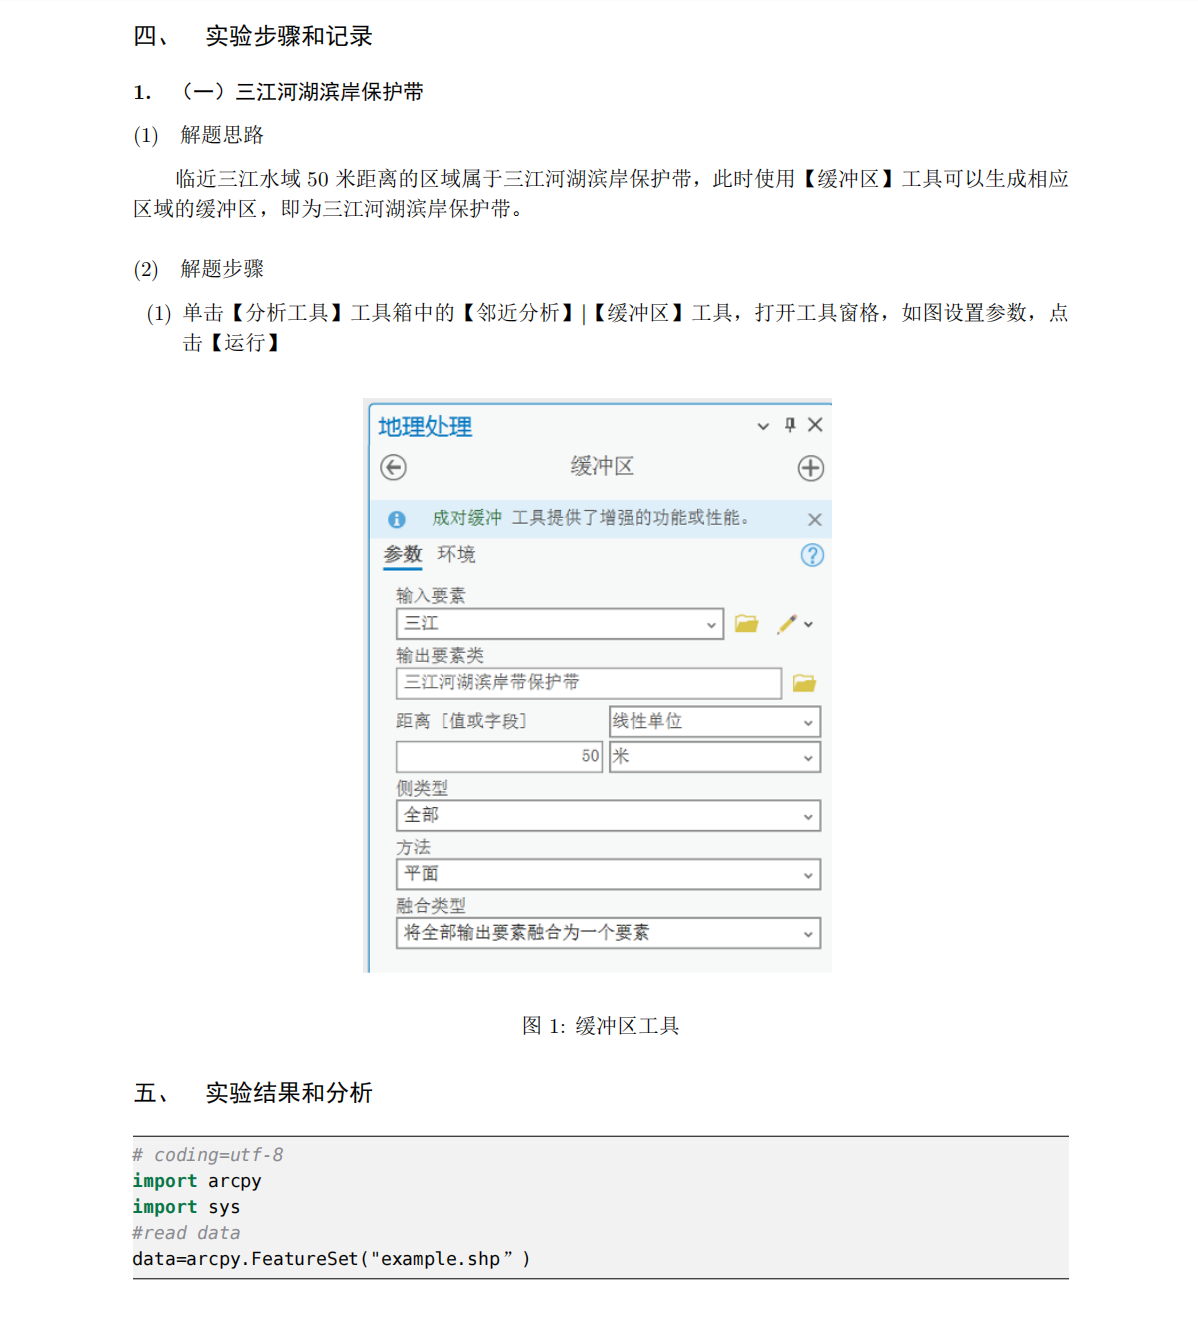 四、 实验步骤和记录
1. （一）三江河湖滨岸保护带
(1) 解题思路
临近三江水域 50 米距离的区域属于三江河湖滨岸保护带，此时使用【缓冲区】工具可以生成相应
区域的缓冲区，即为三江河湖滨岸保护带。
(2) 解题步骤
(1) 单击【分析工具】工具箱中的【邻近分析】|【缓冲区】工具，打开工具窗格，如图设置参数，点
击【运行】
地理处理
缓冲区
成对缓冲 工具提供了增强的功能或性能。
参数 环境
输入要素
三江
输出要素类
三江河湖滨岸带保护带
距离 [值或字段] 线性单位
50 米
侧类型
全部
方法
平面
融合类型
将全部输出要素融合为一个要素
图 1: 缓冲区工具
五、 实验结果和分析
# coding=utf-8
import arcpy
import sys
#read data
data=arcpy.FeatureSet("example.shp” )